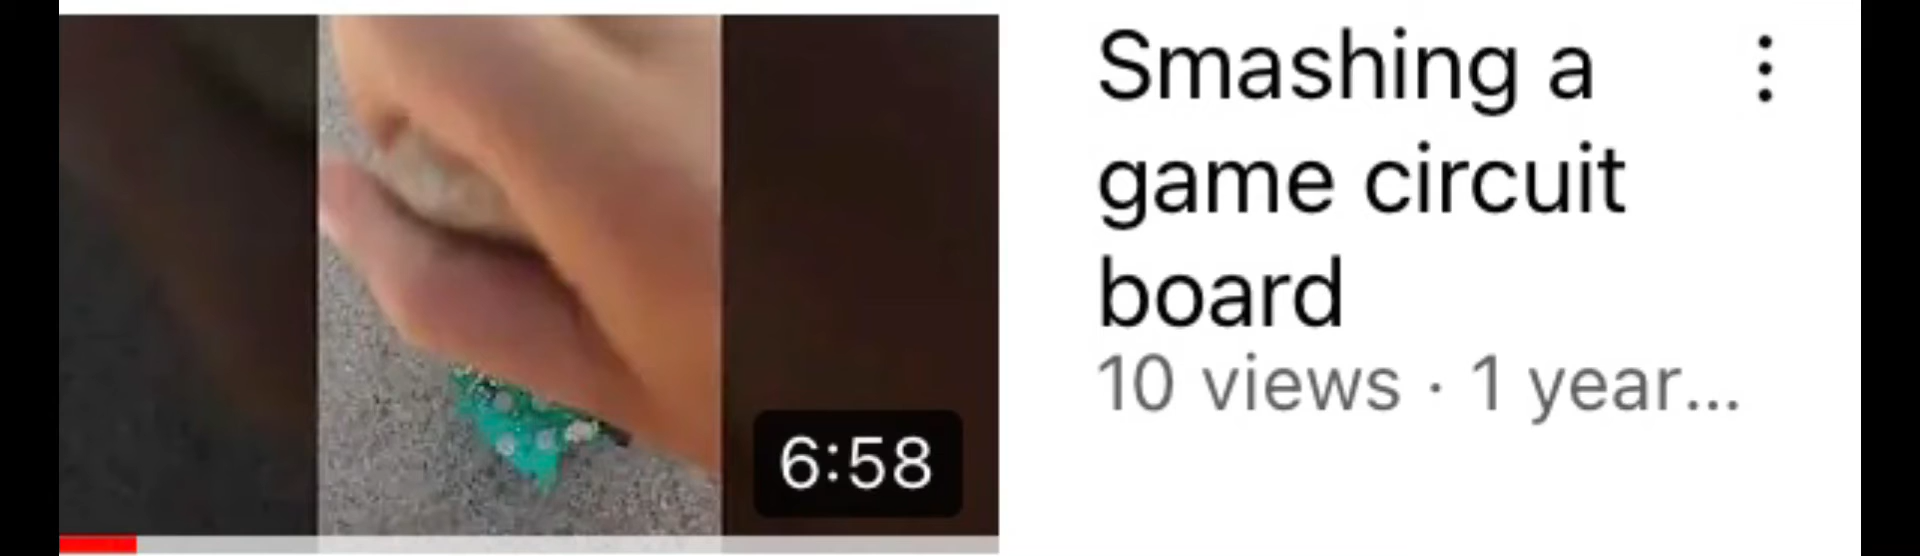 Smashing a
game circuit
board
10 views · 1 year...
6:58